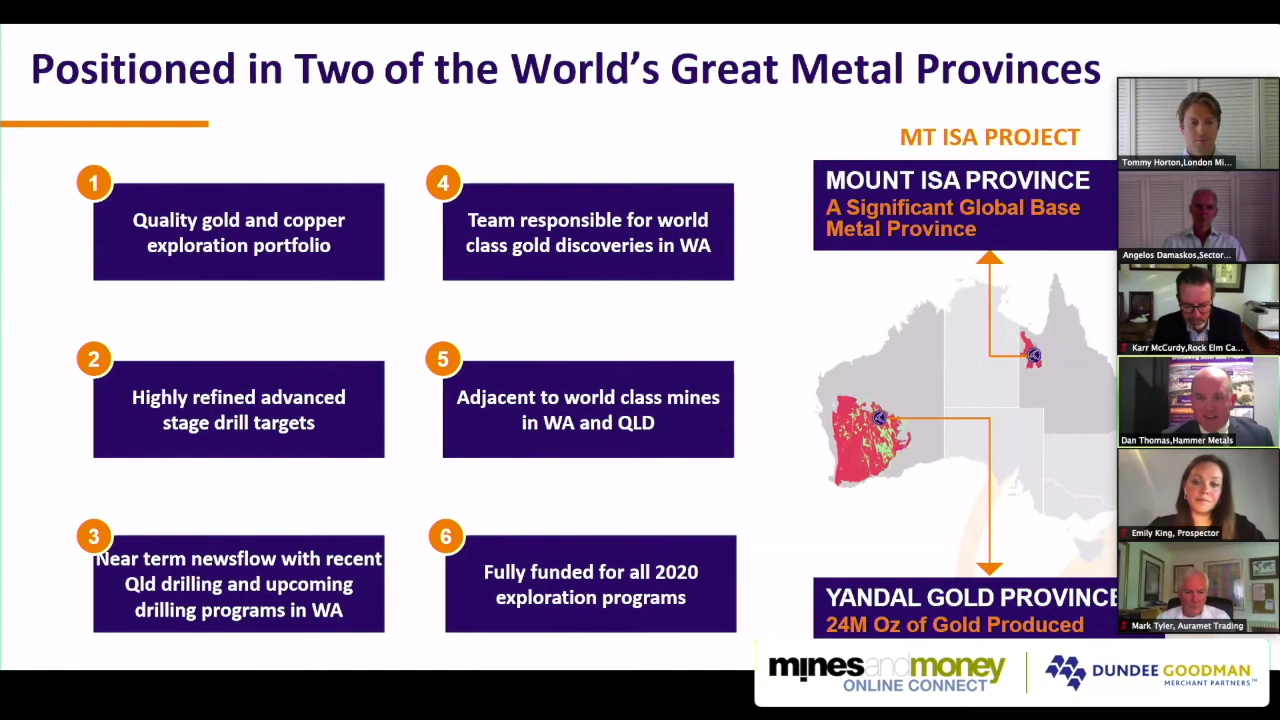 Positioned in Two of the World's Great Metal Provinces
1
Quality gold and copper
exploration portfolio
2
Highly refined advanced
stage drill targets
3
Near term newsflow with recent
Qld drilling and upcoming
drilling programs in WA
4
Team responsible for world
class gold discoveries in WA
5
Adjacent to world class mines
in WA and QLD
6
Fully funded for all 2020
exploration programs
MT ISA PROJECT
MOUNT ISA PROVINCE
A Significant Global Base
Metal Province
YANDAL GOLD PROVINCE
24M Oz of Gold Produced
Tommy Horton,London Mi...
Angelos Damaskos,Sector...
Karr McCurdy,Rock Elm Ca...
Dan Thomas,Hammer Metals
Emily King, Prospector
Mark Tyler, Auramet Trading
minesandmoney
ONLINE CONNECT
DUNDEE GOODMAN
MERCHANT PARTNERS™